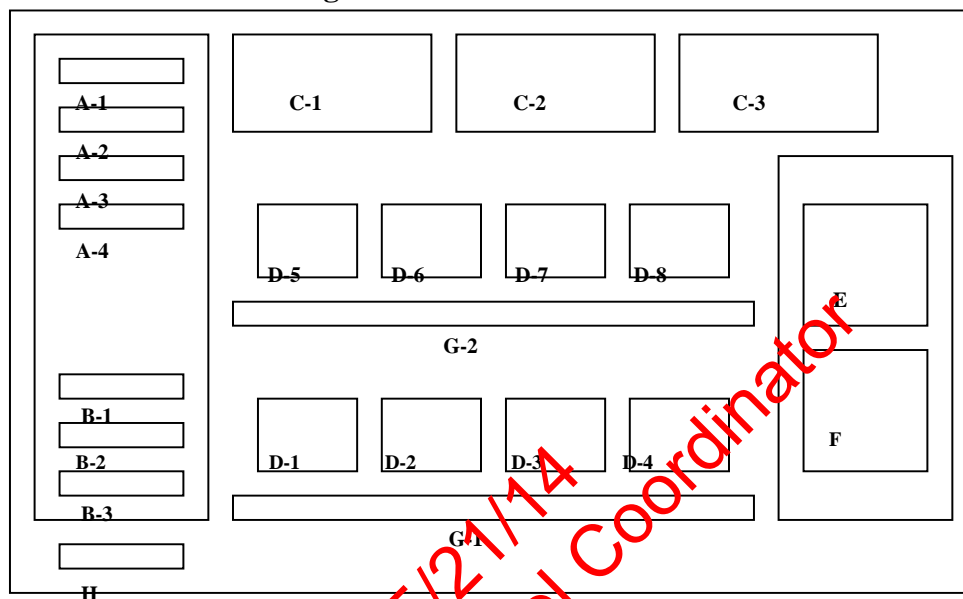 A-1
A-2
A-3
A-4
B-1
B-2
B-3
H
C-1
C-2
C-3
D-5
D-6
D-7
D-8
G-2
D-1
D-2
D-3
D-4
G-1
E
F
/21/14
Coordinator